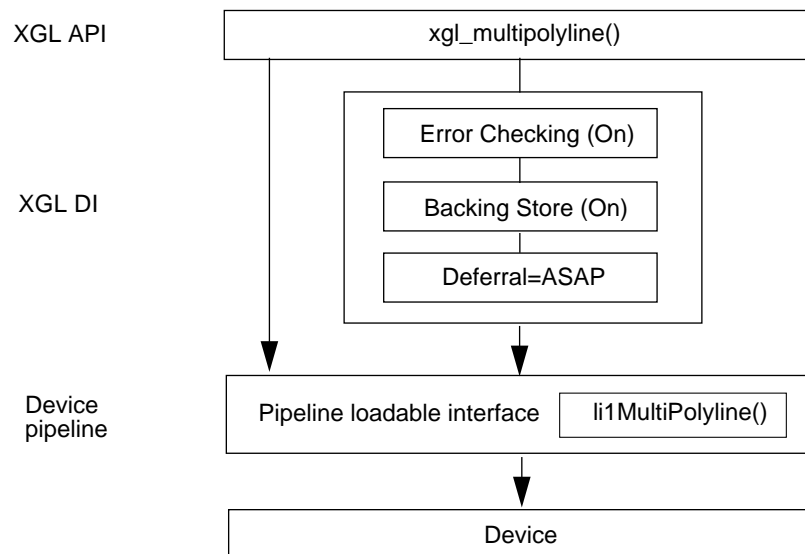 XGL API
xgl_multipolyline()
Error Checking (On)
XGL DI
Backing Store (On)
Deferral=ASAP
Device
pipeline
Pipeline loadable interface
li1MultiPolyline()
Device